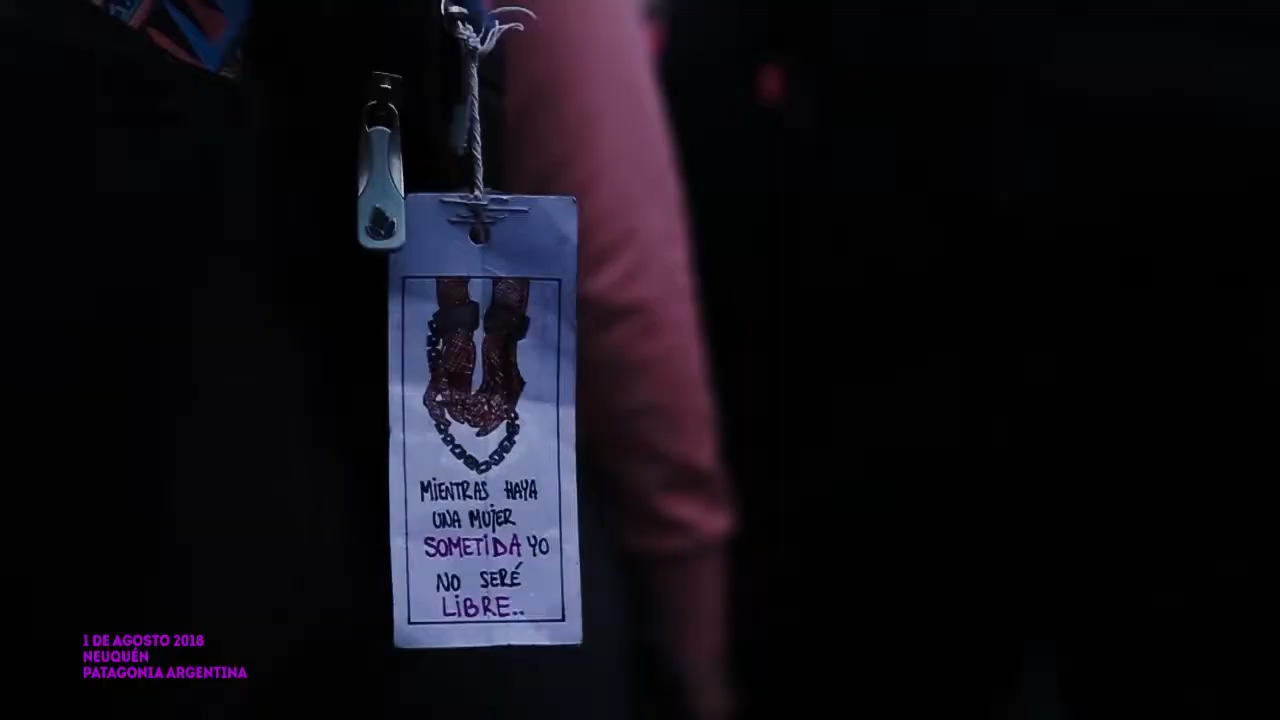 MIENTRAS HAYA
UNA MUJER
SOMETIDA YO
NO SERÉ
LIBRE..
1 DE AGOSTO 2018
NEUQUÉN
PATAGONIA ARGENTINA